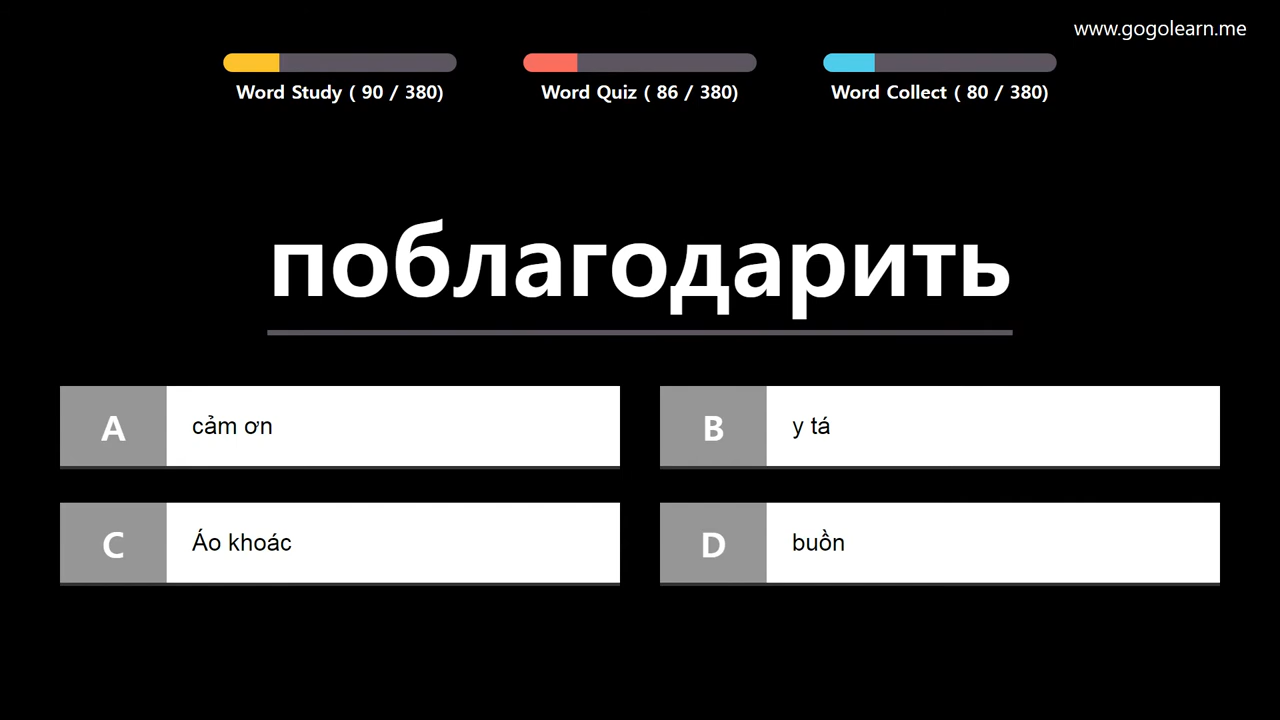 www.gogolearn.me
Word Study ( 90 / 380)
Word Quiz ( 86 / 380)
Word Collect ( 80 / 380)
поблагодарить
A cảm ơn
B y tá
C Áo khoác
D buồn